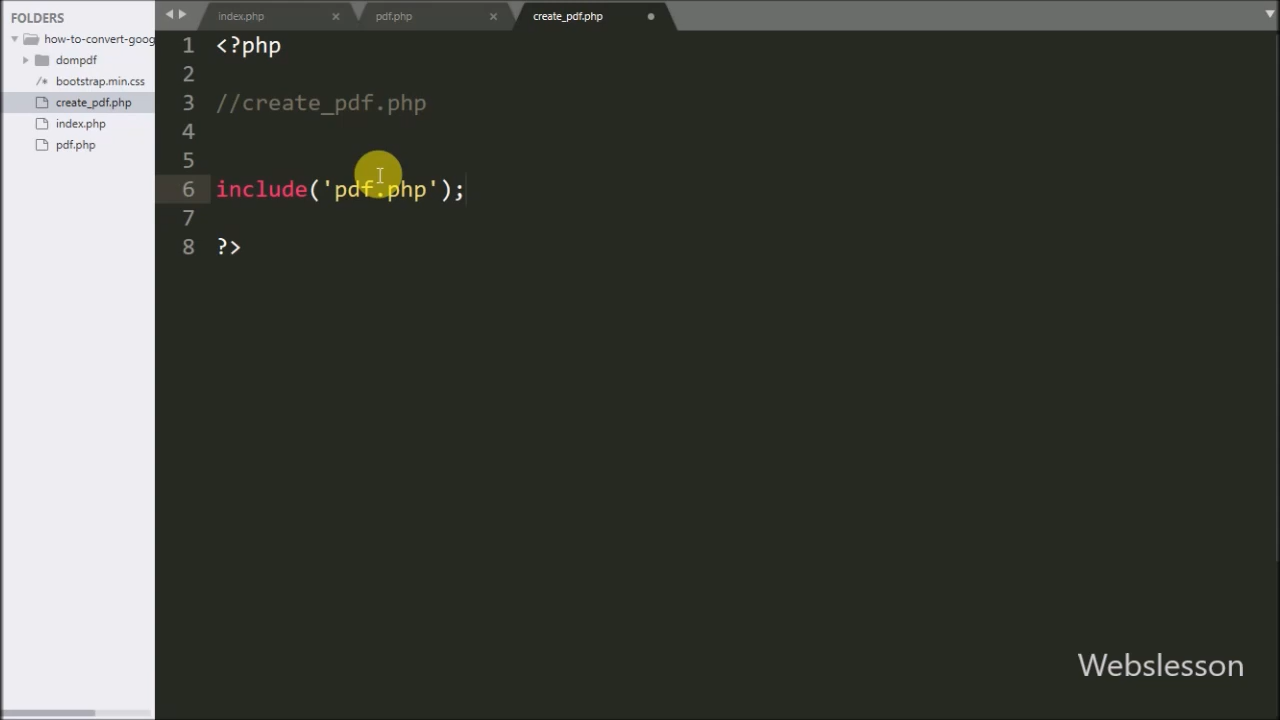 FOLDERS
how-to-convert-goog
dompdf
/* bootstrap.min.css
create_pdf.php
index.php
pdf.php
index.php × pdf.php × create_pdf.php
1 <?php
2
3 //create_pdf.php
4
5
6 include('pdf.php');
7
8 ?>
Webslesson